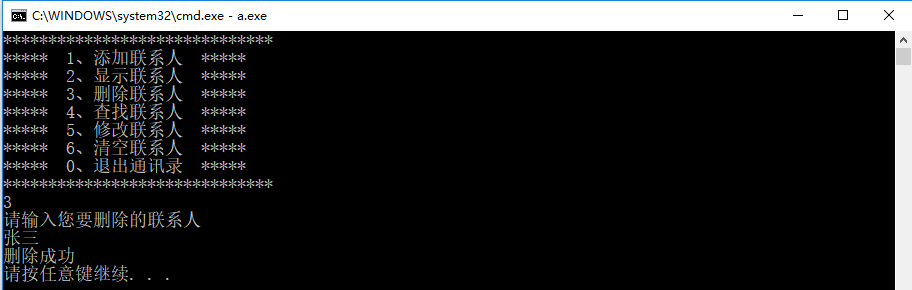 C:\WINDOWS\system32\cmd.exe - a.exe
******************************
*****  1、添加联系人  *****
*****  2、显示联系人  *****
*****  3、删除联系人  *****
*****  4、查找联系人  *****
*****  5、修改联系人  *****
*****  6、清空联系人  *****
*****  0、退出通讯录  *****
******************************
3
请输入您要删除的联系人
张三
删除成功
请按任意键继续. . .